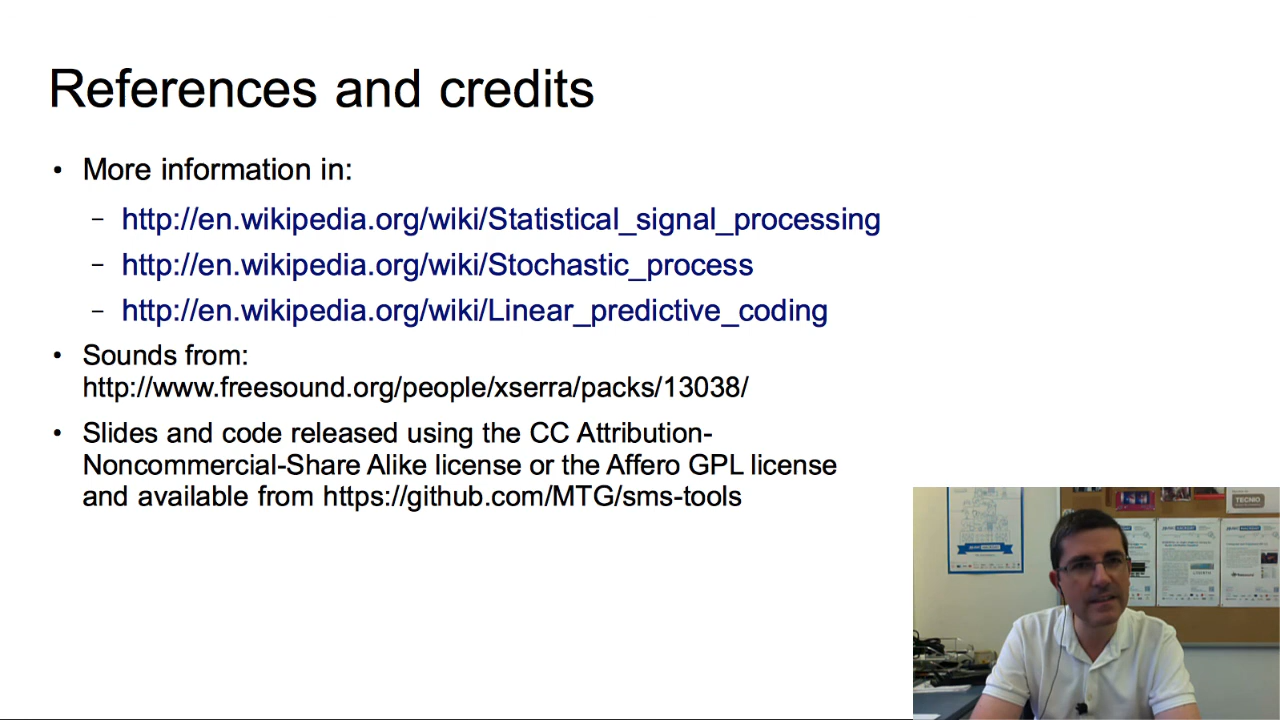 References and credits
• More information in:
– http://en.wikipedia.org/wiki/Statistical_signal_processing
– http://en.wikipedia.org/wiki/Stochastic_process
– http://en.wikipedia.org/wiki/Linear_predictive_coding
• Sounds from:
http://www.freesound.org/people/xserra/packs/13038/
• Slides and code released using the CC Attribution-
Noncommercial-Share Alike license or the Affero GPL license
and available from https://github.com/MTG/sms-tools
TECNIO